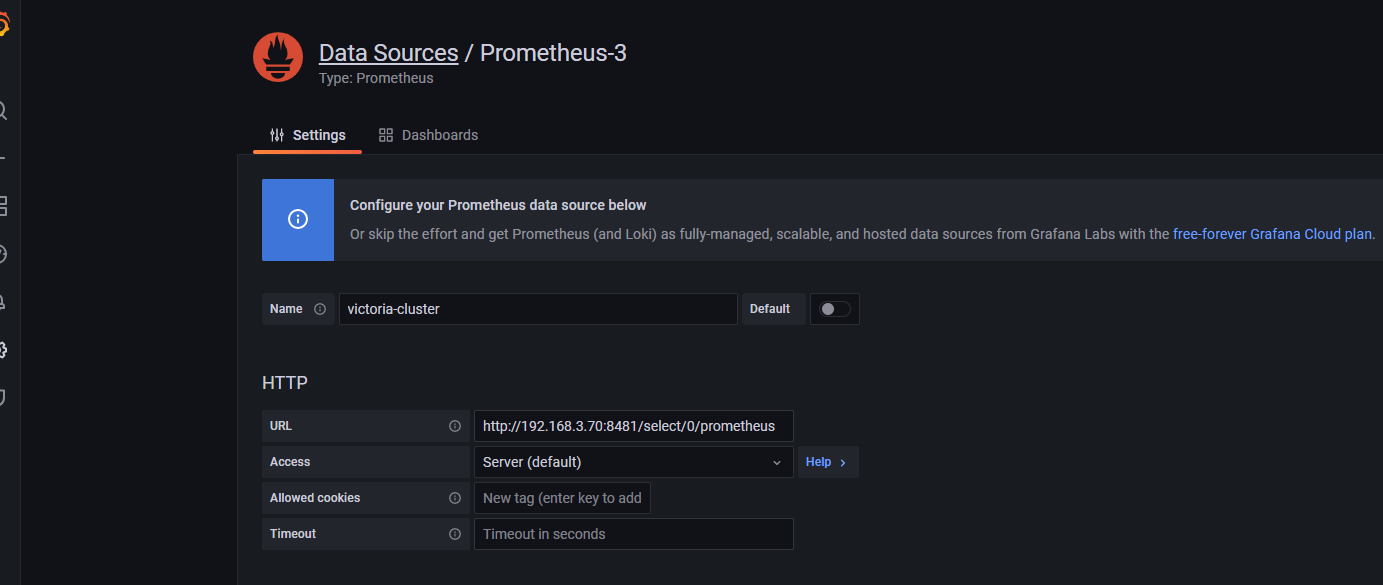 Data Sources / Prometheus-3
Type: Prometheus
Settings
Dashboards
Configure your Prometheus data source below
Or skip the effort and get Prometheus (and Loki) as fully-managed, scalable, and hosted data sources from Grafana Labs with the free-forever Grafana Cloud plan.
Name victoria-cluster Default
HTTP
URL http://192.168.3.70:8481/select/0/prometheus
Access Server (default) Help
Allowed cookies New tag (enter key to add
Timeout Timeout in seconds